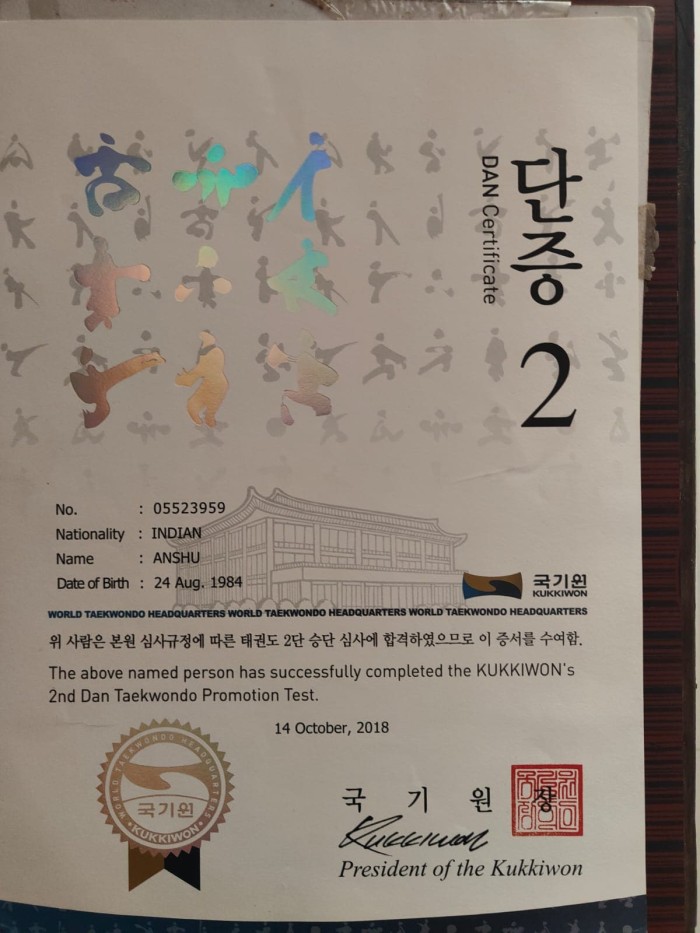 단증 2
DAN Certificate
No. : 05523959
Nationality : INDIAN
Name : ANSHU
Date of Birth : 24 Aug. 1984
국기원
KUKKIWON
WORLD TAEKWONDO HEADQUARTERS WORLD TAEKWONDO HEADQUARTERS WORLD TAEKWONDO HEADQUARTERS
위 사람은 본원 심사규정에 따른 태권도 2단 승단 심사에 합격하였으므로 이 증서를 수여함.
The above named person has successfully completed the KUKKIWON's
2nd Dan Taekwondo Promotion Test.
14 October, 2018
WORLD TAEKWONDO HEADQUARTERS
국기원
KUKKIWON
국 기 원 장
Kukkiwon
President of the Kukkiwon